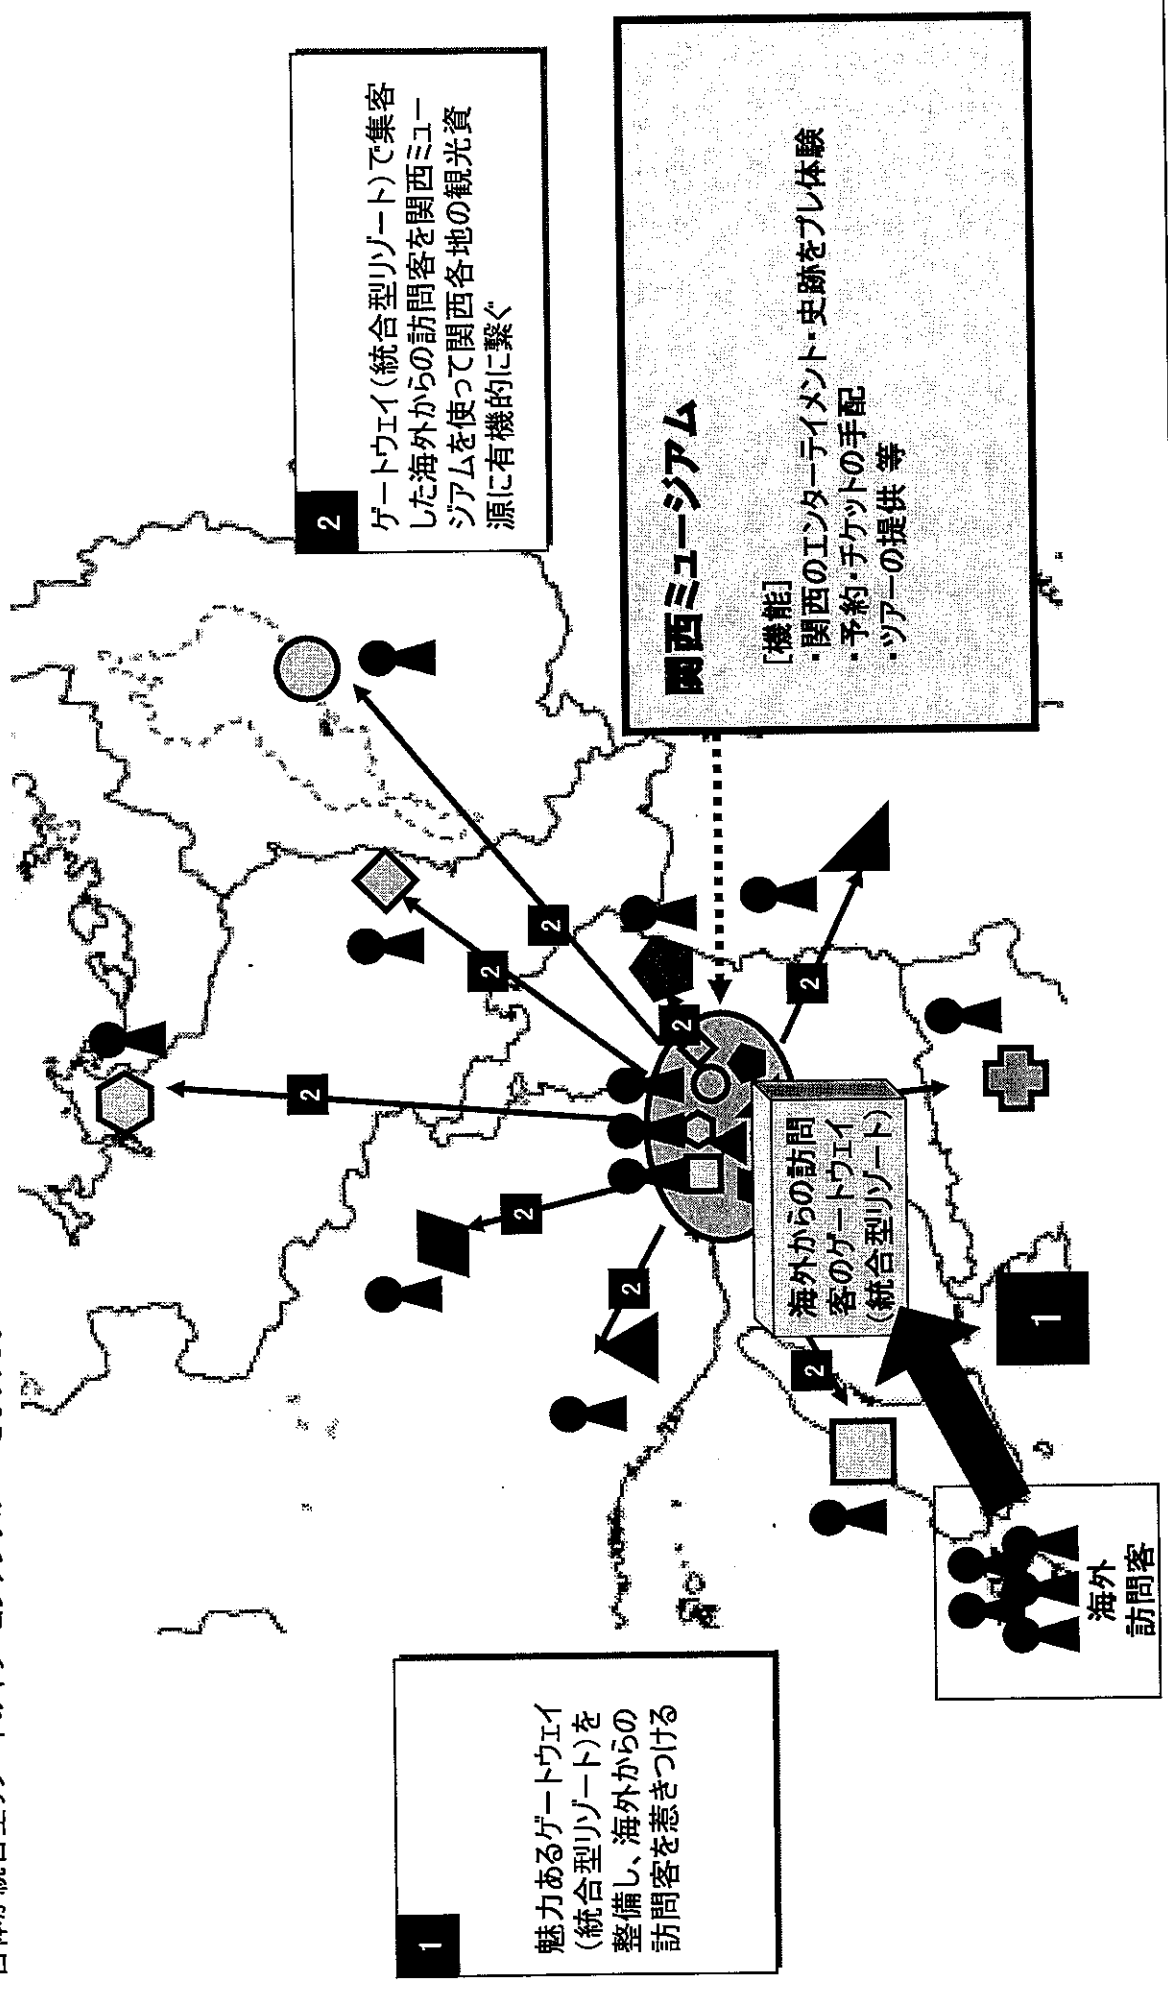 1
魅力あるゲートウェイ
(統合型リゾート)を
整備し、海外からの
訪問客を惹きつける
2
ゲートウェイ(統合型リゾート)で集客
した海外からの訪問客を関西ミュー
ジアムを使って関西各地の観光資
源に有機的に繋ぐ
関西ミュージアム
[機能]
・関西のエンターテイメント・史跡をプレ体験
・予約・チケットの手配
・ツアーの提供 等
2
2
2
2
2
2
2
2
海外からの訪問
客のゲートウェイ
(統合型リゾート)
1
海外
訪問客